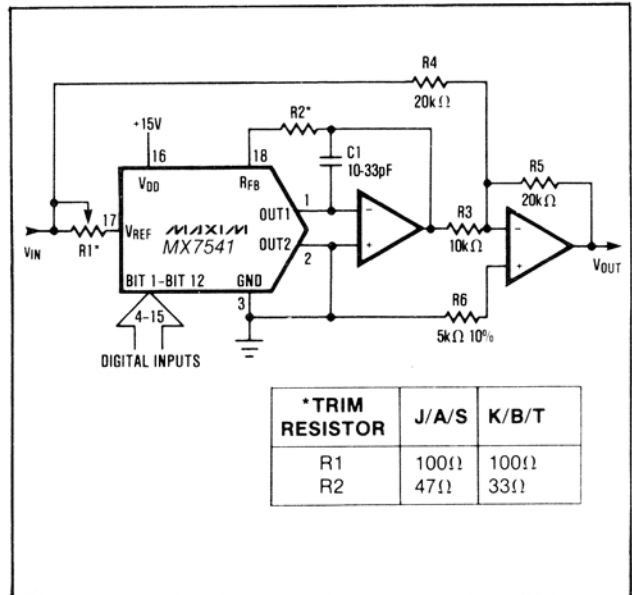 R4
20kΩ
R2*
+15V
16
18
C1
10-33pF
R5
20kΩ
VDD
RFB
1
R3
10kΩ
17
VREF
MAXIM
MX7541
OUT1
OUT2
2
VIN
R1*
BIT 1–BIT 12
GND
3
4–15
DIGITAL INPUTS
−
+
−
+
VOUT
R6
5kΩ 10%
*TRIM RESISTOR J/A/S K/B/T
R1 100Ω 100Ω
R2 47Ω 33Ω